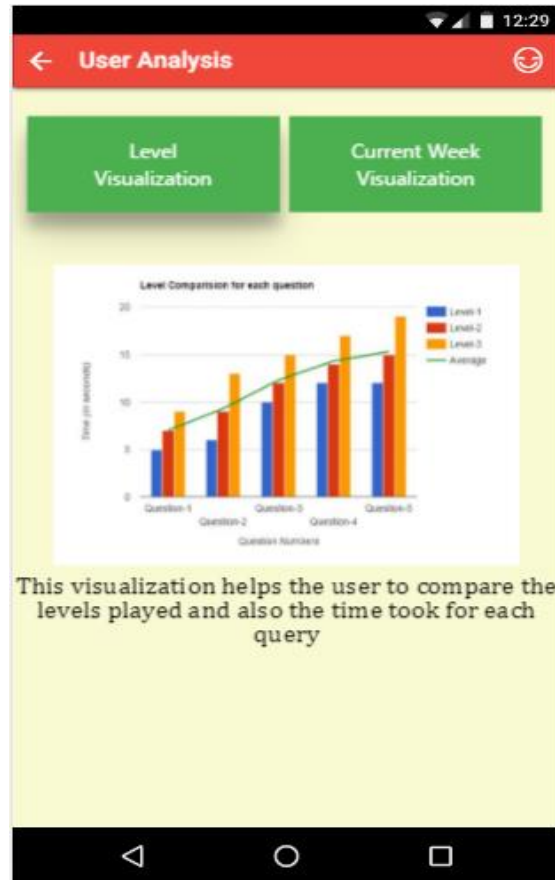 12:29
User Analysis
Level
Visualization
Current Week
Visualization
Level Comparision for each question
20
15
10
5
0
Time (in seconds)
Level-1
Level-2
Level-3
Average
Question-1
Question-2
Question-3
Question-4
Question-5
Question Numbers
This visualization helps the user to compare the
levels played and also the time took for each
query